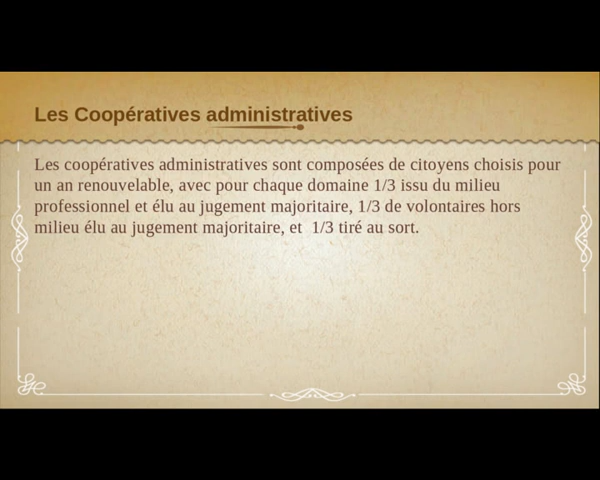 Les Coopératives administratives
Les coopératives administratives sont composées de citoyens choisis pour
un an renouvelable, avec pour chaque domaine 1/3 issu du milieu
professionnel et élu au jugement majoritaire, 1/3 de volontaires hors
milieu élu au jugement majoritaire, et  1/3 tiré au sort.